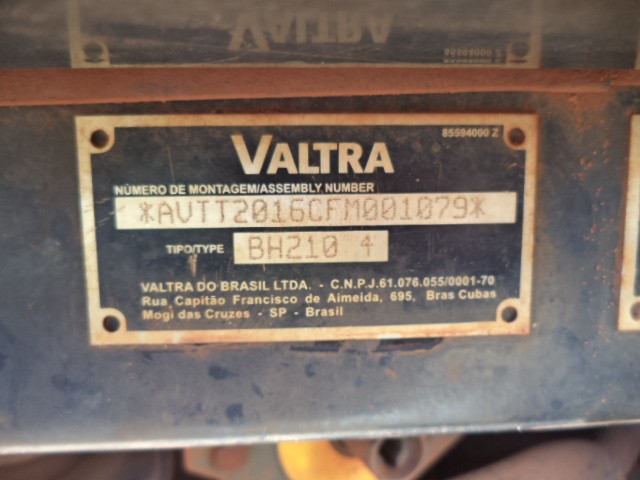 85594000 Z
VALTRA
NÚMERO DE MONTAGEM/ASSEMBLY NUMBER
*AVTT2016CFM001079*
TIPO/TYPE BH210 4
VALTRA DO BRASIL LTDA. - C.N.P.J.61.076.055/0001-70
Rua Capitão Francisco de Almeida, 695, Bras Cubas
Mogi das Cruzes - SP - Brasil